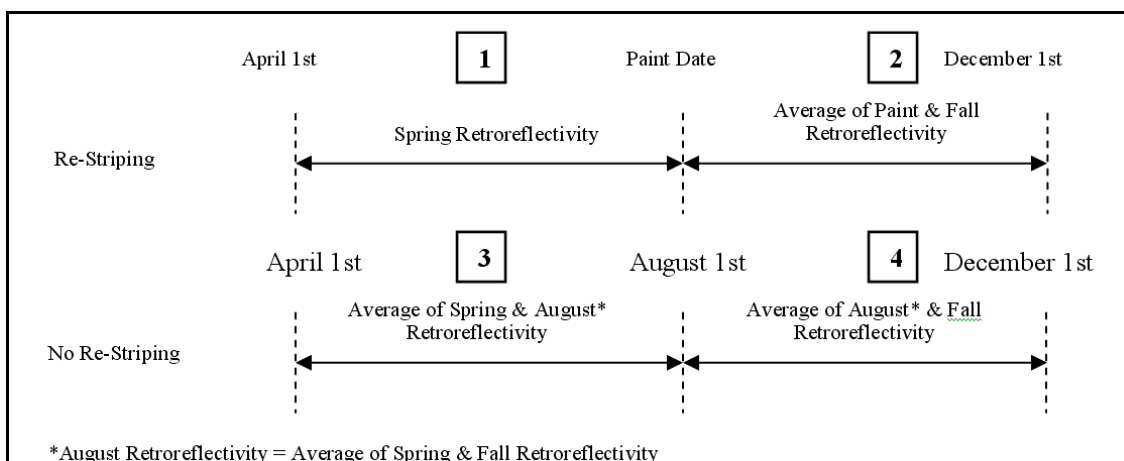 April 1st 1 Paint Date 2 December 1st
Spring Retroreflectivity
Average of Paint & Fall
Retroreflectivity
Re-Striping
April 1st 3 August 1st 4 December 1st
Average of Spring & August*
Retroreflectivity
Average of August* & Fall
Retroreflectivity
No Re-Striping
*August Retroreflectivity = Average of Spring & Fall Retroreflectivity